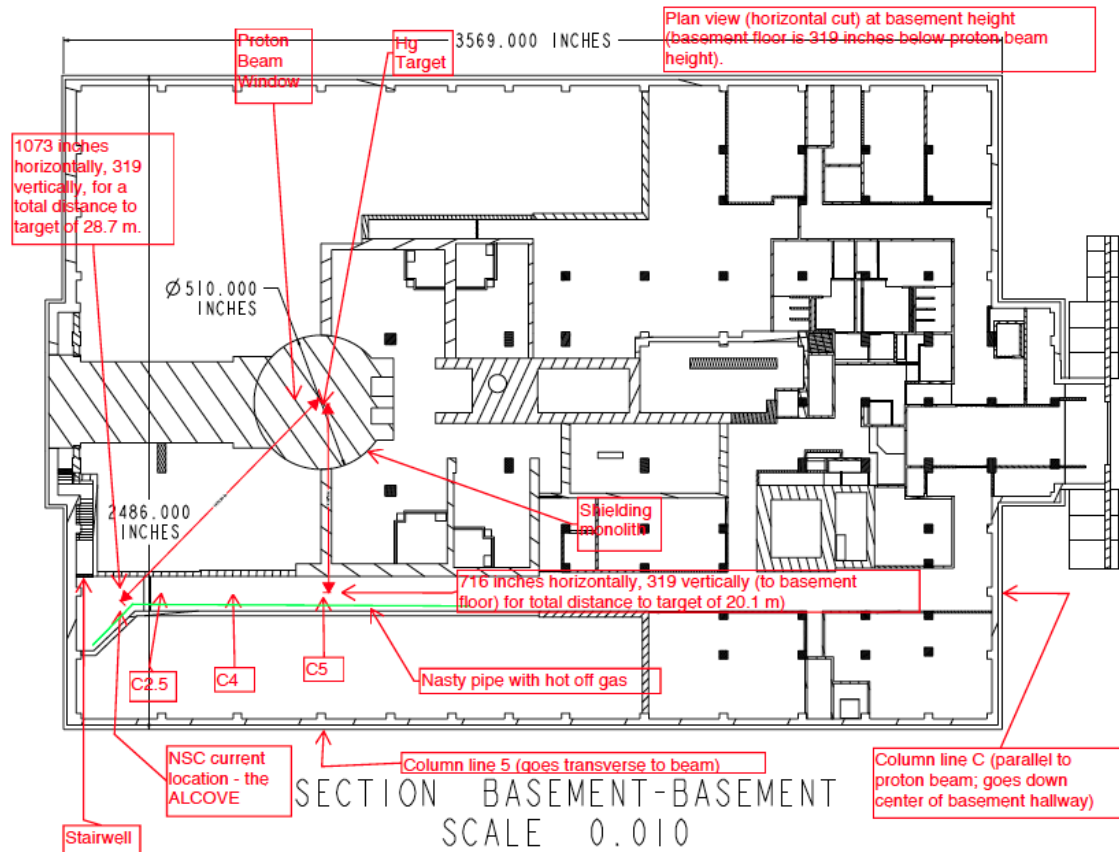 Proton
Beam
Window
Hg
Target
3569.000 INCHES
Plan view (horizontal cut) at basement height
(basement floor is 319 inches below proton beam
height).
1073 inches
horizontally, 319
vertically, for a
total distance to
target of 28.7 m.
Ø510.000
INCHES
2486.000
INCHES
Shielding
monolith
716 inches horizontally, 319 vertically (to basement
floor) for total distance to target of 20.1 m)
C2.5
C4
C5
Nasty pipe with hot off gas
NSC current
location - the
ALCOVE
Column line 5 (goes transverse to beam)
Column line C (parallel to
proton beam; goes down
center of basement hallway)
Stairwell
SECTION BASEMENT-BASEMENT
SCALE 0.010